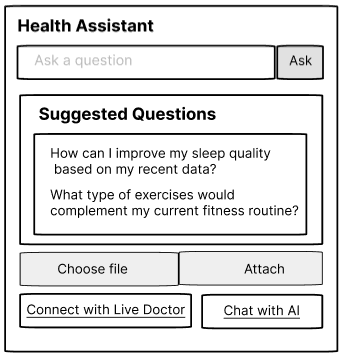 Health Assistant
Ask a question
Ask
Suggested Questions
How can I improve my sleep quality
based on my recent data?
What type of exercises would
complement my current fitness routine?
Choose file
Attach
Connect with Live Doctor
Chat with AI